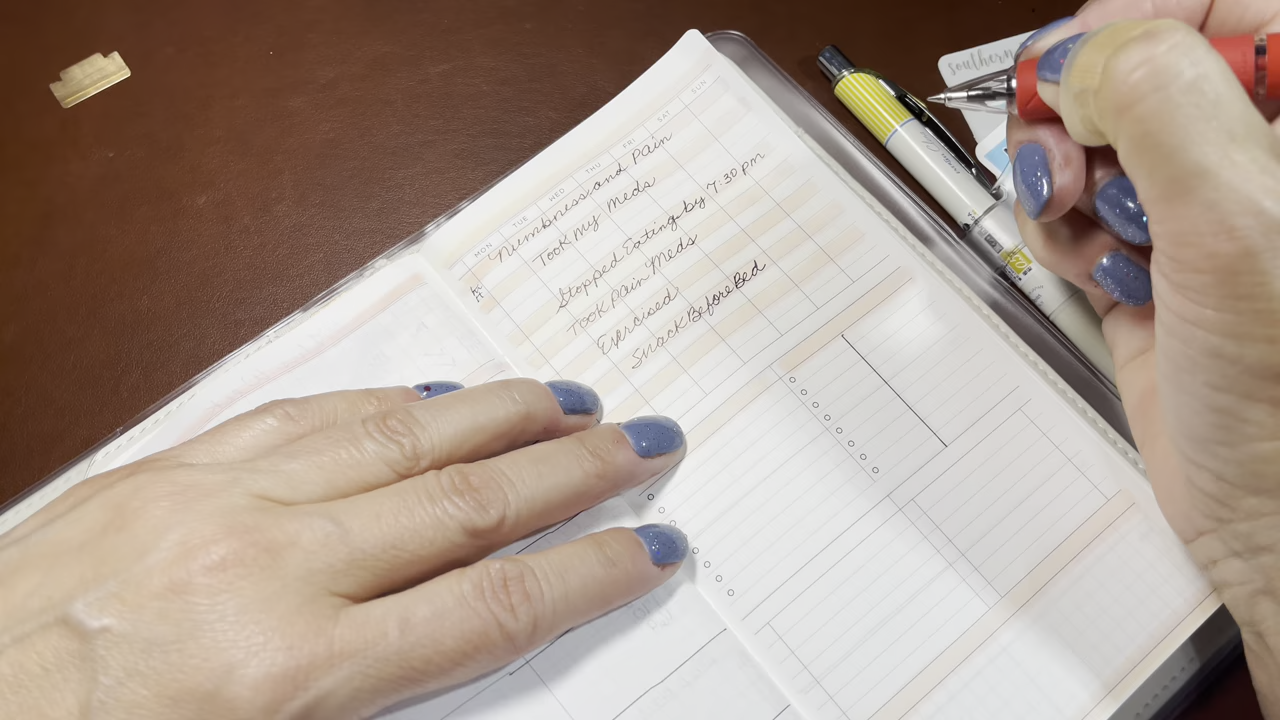 MON TUE WED THU FRI SAT SUN
Numbness and Pain
Took my meds
Stopped Eating by 7:30 pm
Took Pain Meds
Exercised
Snack Before Bed
southern